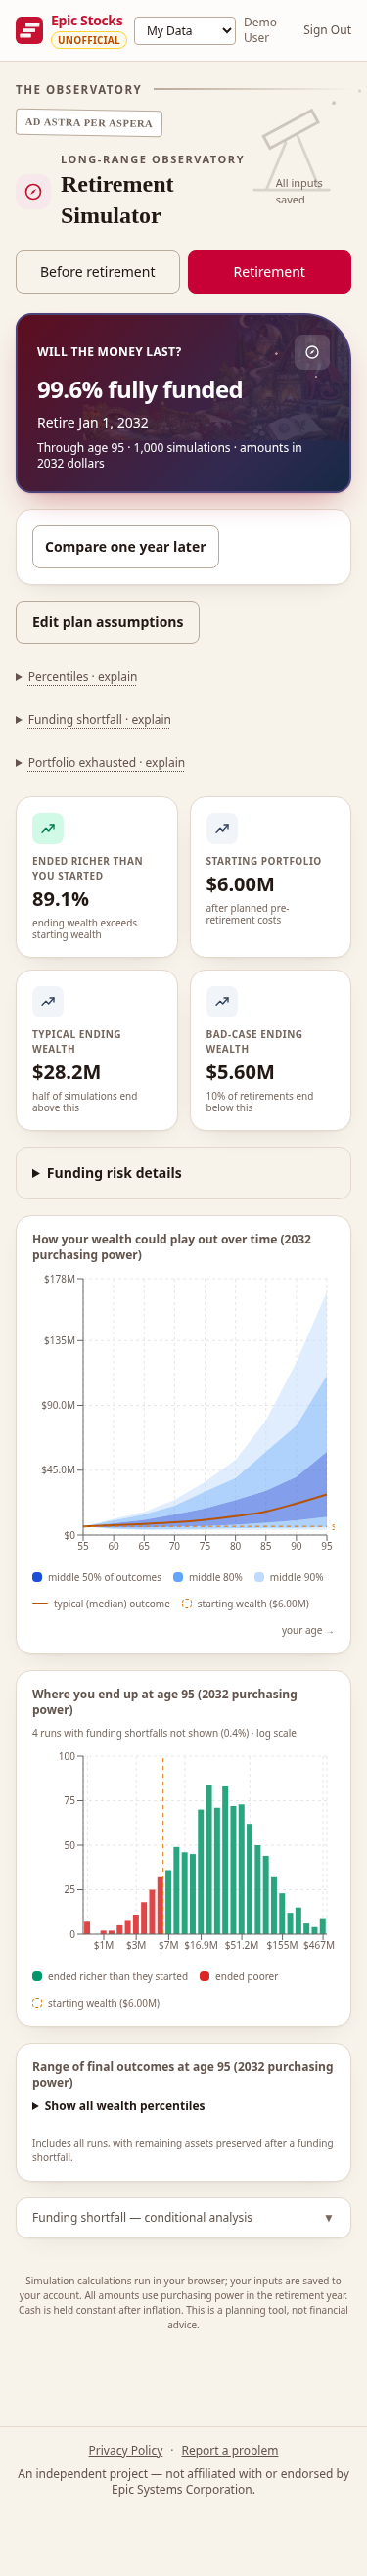 Epic Stocks
UNOFFICIAL
My Data
Demo User
Sign Out
THE OBSERVATORY
AD ASTRA PER ASPERA
LONG-RANGE OBSERVATORY
Retirement
Simulator
All inputs
saved
Before retirement
Retirement
WILL THE MONEY LAST?
99.6% fully funded
Retire Jan 1, 2032
Through age 95 · 1,000 simulations · amounts in
2032 dollars
Compare one year later
Edit plan assumptions
Percentiles · explain
Funding shortfall · explain
Portfolio exhausted · explain
ENDED RICHER THAN
YOU STARTED
89.1%
ending wealth exceeds
starting wealth
STARTING PORTFOLIO
$6.00M
after planned pre-
retirement costs
TYPICAL ENDING
WEALTH
$28.2M
half of simulations end
above this
BAD-CASE ENDING
WEALTH
$5.60M
10% of retirements end
below this
Funding risk details
How your wealth could play out over time (2032
purchasing power)
$178M
$135M
$90.0M
$45.0M
$0
55 60 65 70 75 80 85 90 95
middle 50% of outcomes middle 80% middle 90%
typical (median) outcome starting wealth ($6.00M)
your age →
Where you end up at age 95 (2032 purchasing
power)
4 runs with funding shortfalls not shown (0.4%) · log scale
100
75
50
25
0
$1M $3M $7M $16.9M $51.2M $155M $467M
ended richer than they started ended poorer
starting wealth ($6.00M)
Range of final outcomes at age 95 (2032 purchasing
power)
Show all wealth percentiles
Includes all runs, with remaining assets preserved after a funding
shortfall.
Funding shortfall — conditional analysis
Simulation calculations run in your browser; your inputs are saved to
your account. All amounts use purchasing power in the retirement year.
Cash is held constant after inflation. This is a planning tool, not financial
advice.
Privacy Policy · Report a problem
An independent project — not affiliated with or endorsed by
Epic Systems Corporation.